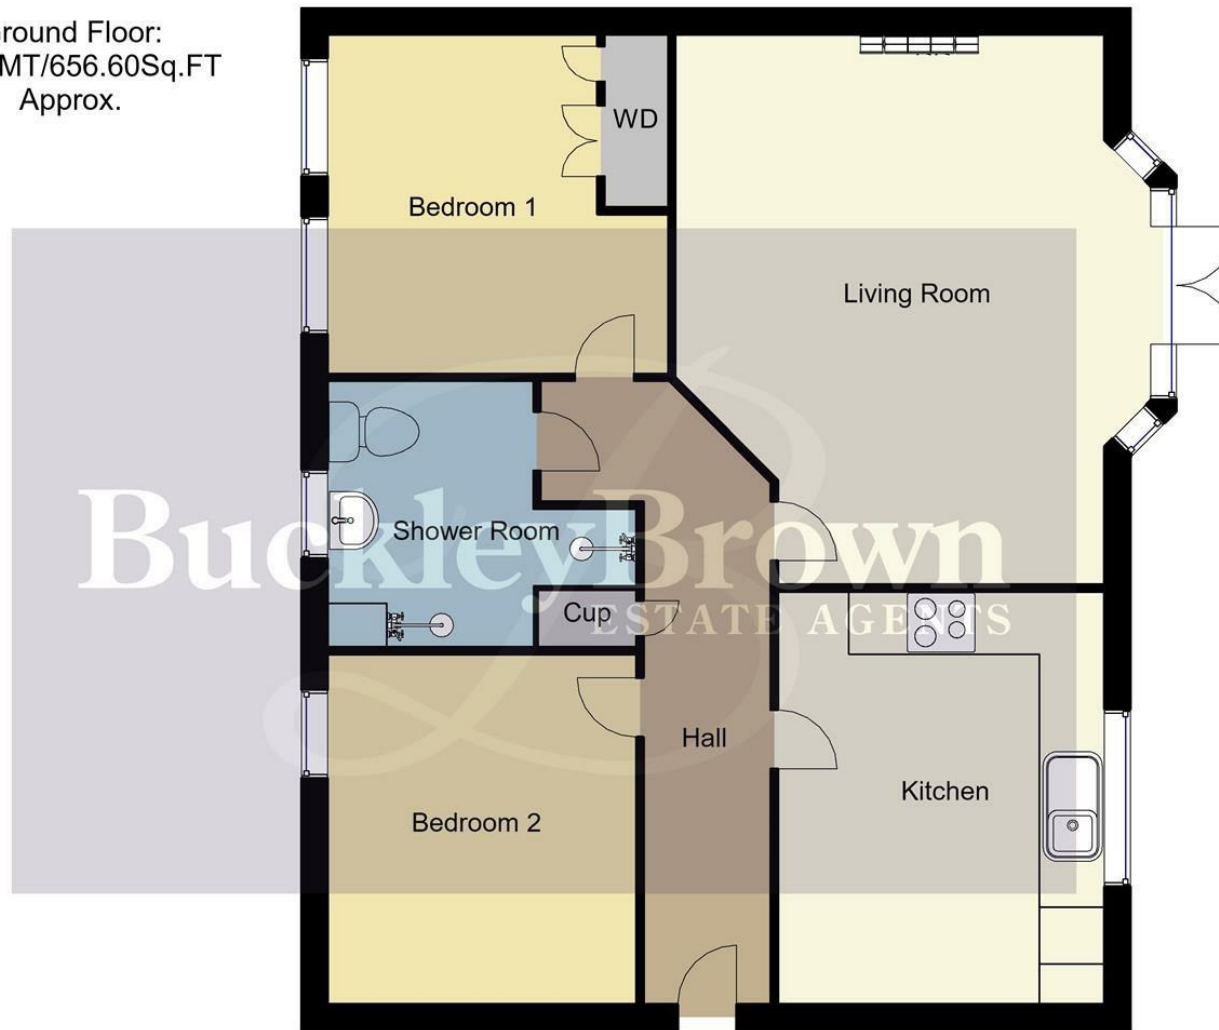 round Floor:
MT/656.60Sq.FT
Approx.
WD
Bedroom 1
Living Room
Shower Room
BuckleyBrown
Cup
ESTATE AGENTS
Hall
Kitchen
Bedroom 2